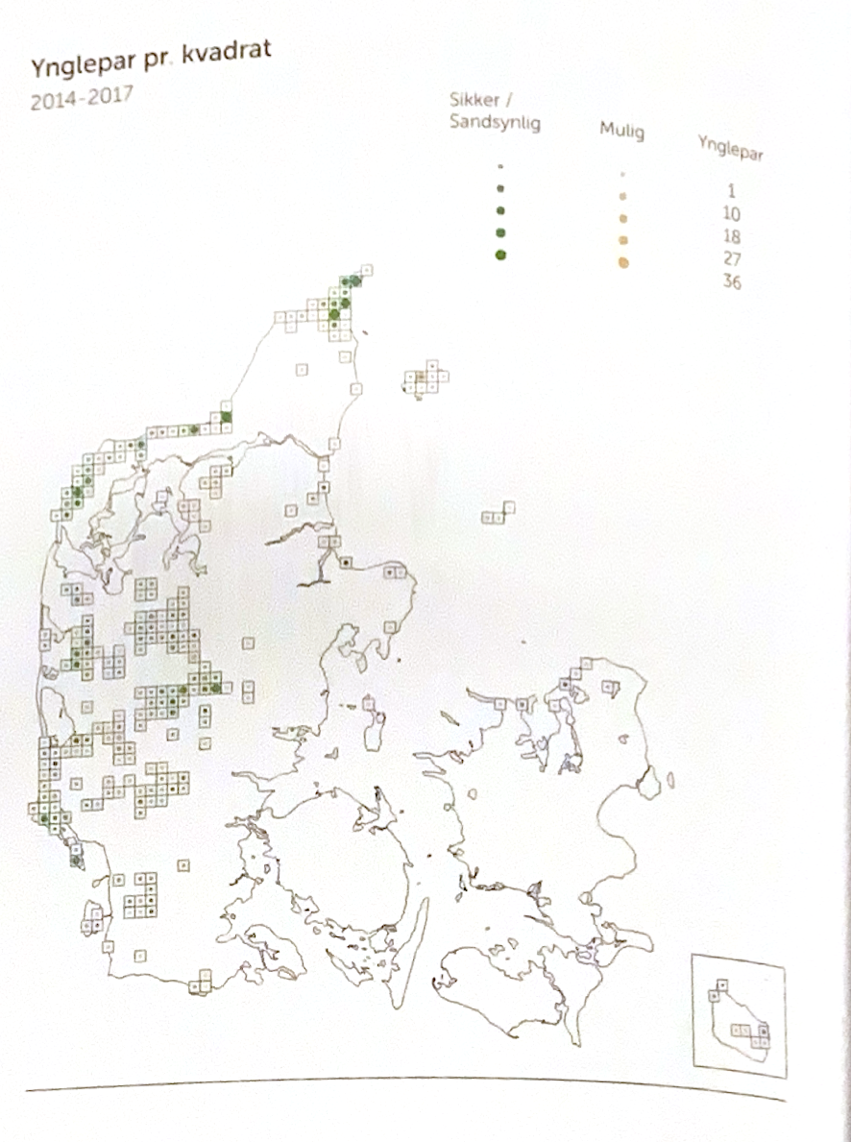 Ynglepar pr. kvadrat
2014-2017
Sikker /
Sandsynlig
Mulig
Ynglepar
1
10
18
27
36